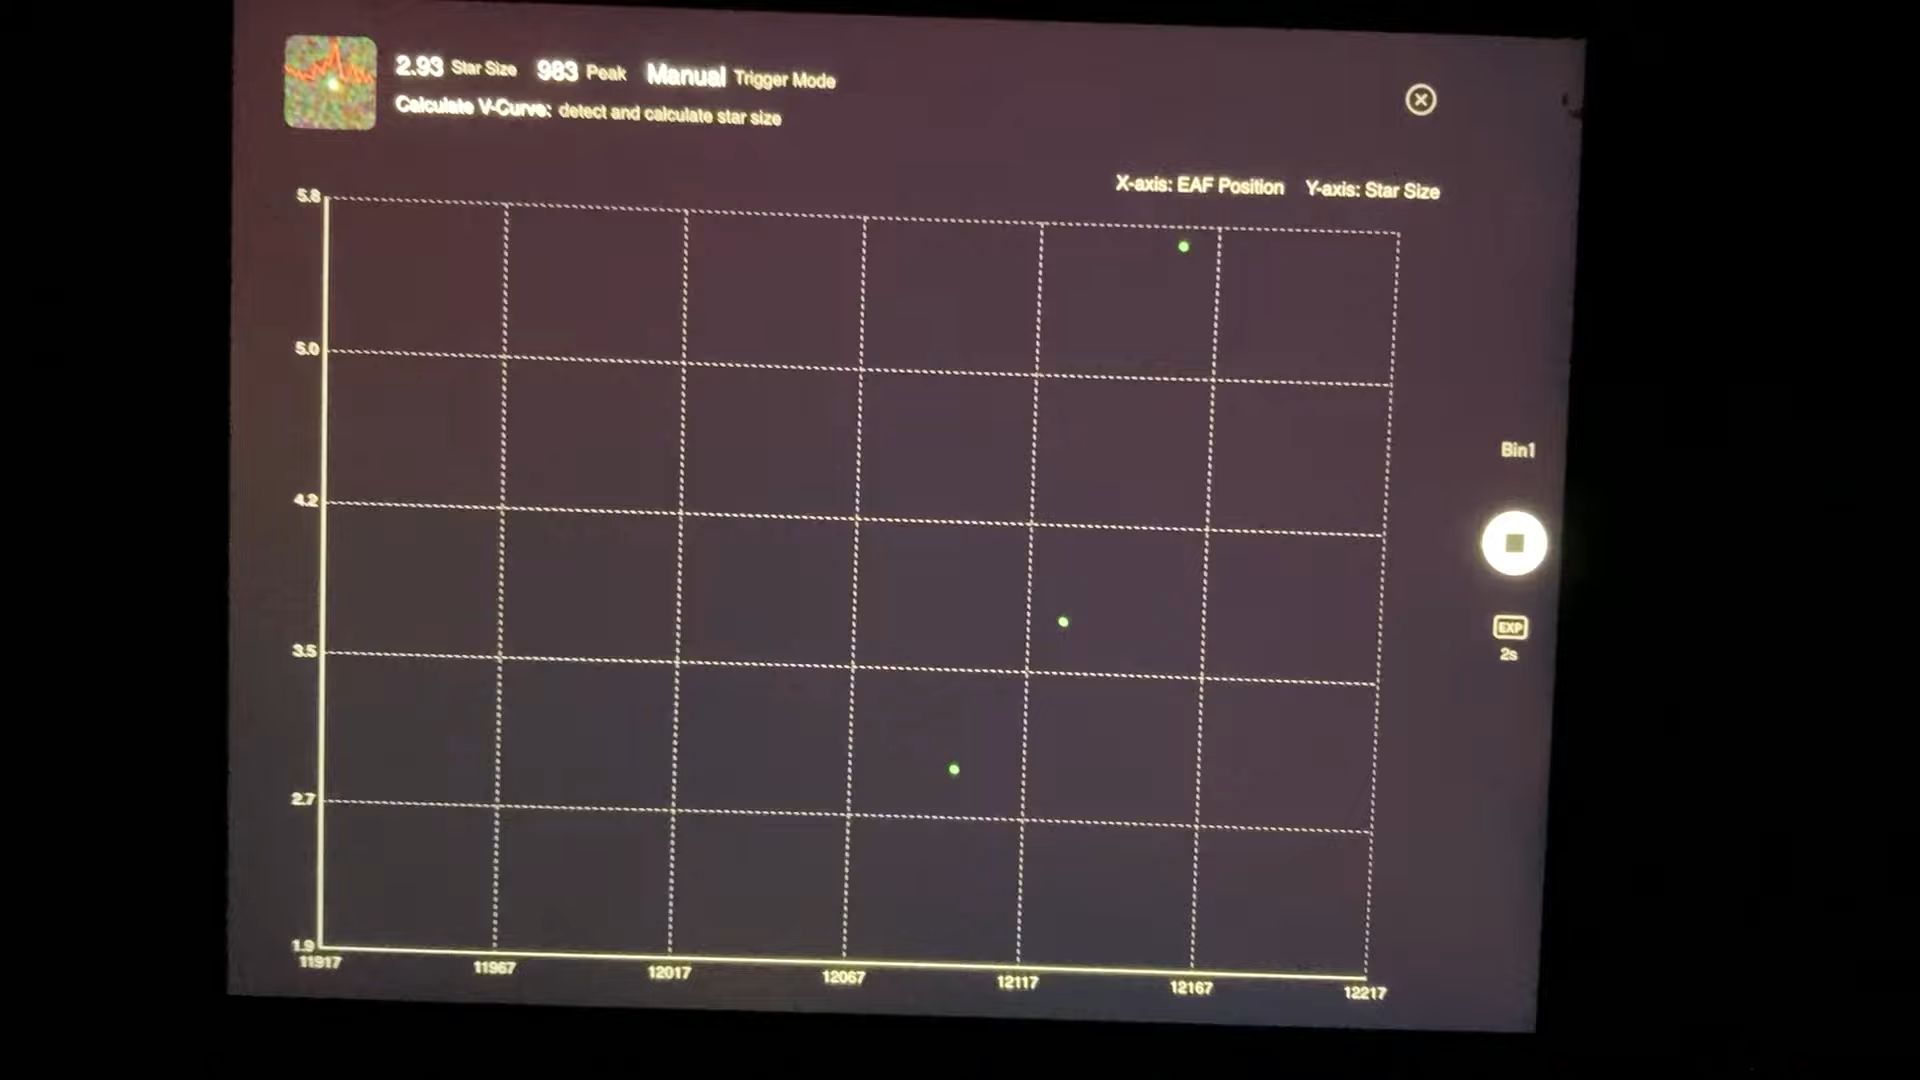 2.93 Star Size 983 Peak Manual Trigger Mode
Calculate V-Curve: detect and calculate star size
X-axis: EAF Position Y-axis: Star Size
5.8
5.0
4.2
3.5
2.7
1.9
11917 11967 12017 12067 12117 12167 12217
Bin1
EXP
2s